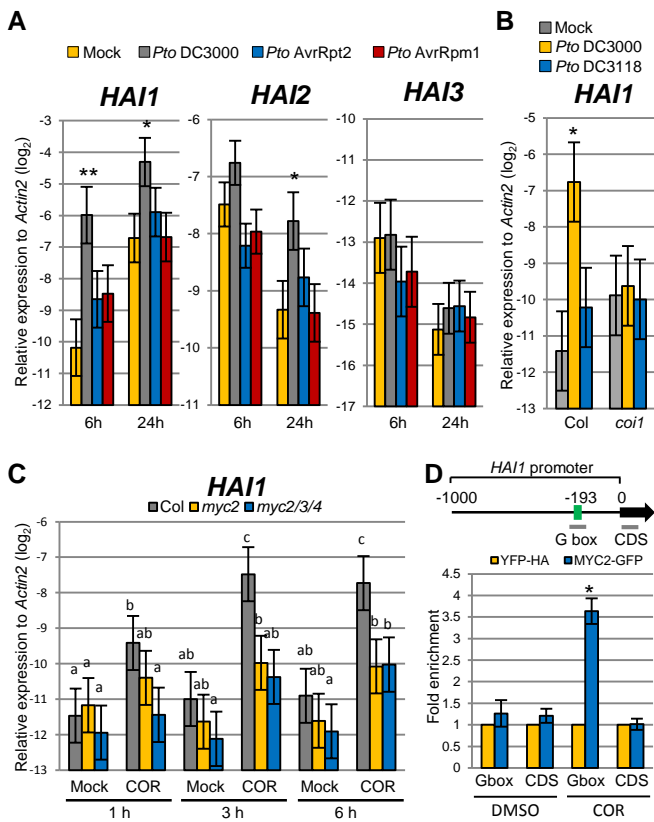 A
Mock Pto DC3000 Pto AvrRpt2 Pto AvrRpm1
HAI1 HAI2 HAI3
Relative expression to Actin2 (log2)
-3
-4
-5
-6
-7
-8
-9
-10
-11
-12
** *
6h 24h
-6
-7
-8
-9
-10
-11
*
6h 24h
-10
-11
-12
-13
-14
-15
-16
-17
6h 24h
B
Mock
Pto DC3000
Pto DC3118
HAI1
Relative expression to Actin2 (log2)
-5
-6
-7
-8
-9
-10
-11
-12
-13
*
Col coi1
C
HAI1
Col myc2 myc2/3/4
Relative expression to Actin2 (log2)
-6
-7
-8
-9
-10
-11
-12
-13
a a a b ab a ab ab a c b ab ab ab a c b b
Mock COR Mock COR Mock COR
1 h 3 h 6 h
D
HAI1 promoter
-1000 -193 0
G box CDS
YFP-HA MYC2-GFP
Fold enrichment
4.5
4
3.5
3
2.5
2
1.5
1
0.5
*
Gbox CDS Gbox CDS
DMSO COR